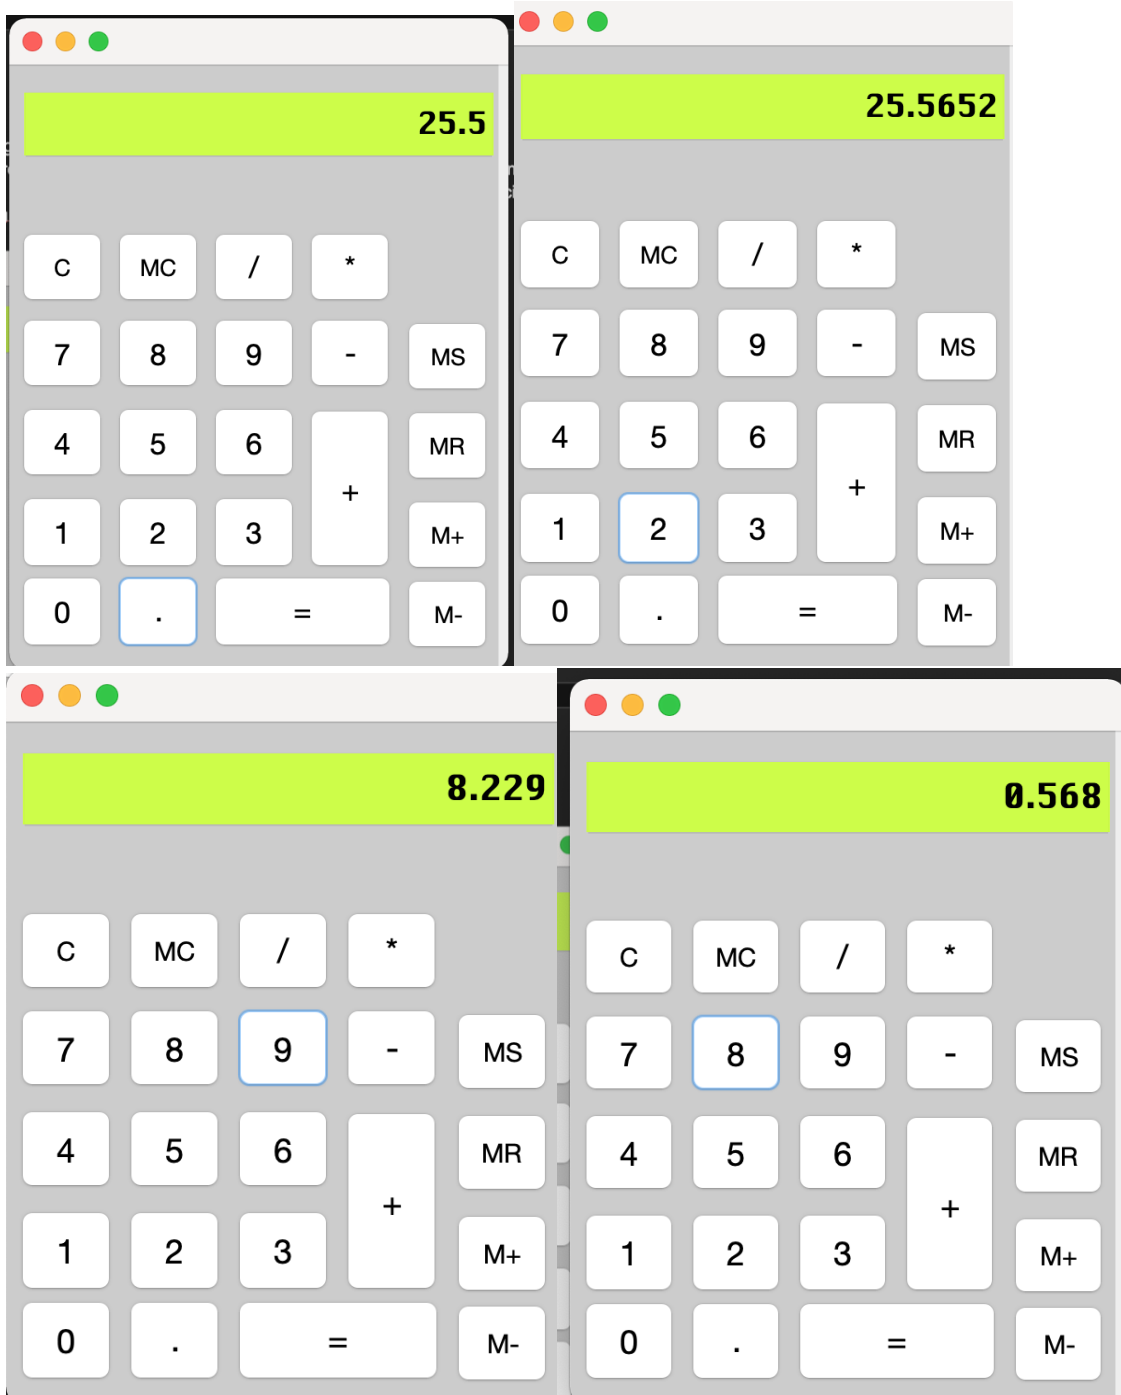 25.5
C MC / *
7 8 9 - MS
4 5 6 MR
+
1 2 3 M+
0 . = M-
25.5652
C MC / *
7 8 9 - MS
4 5 6 MR
+
1 2 3 M+
0 . = M-
8.229
C MC / *
7 8 9 - MS
4 5 6 MR
+
1 2 3 M+
0 . = M-
0.568
C MC / *
7 8 9 - MS
4 5 6 MR
+
1 2 3 M+
0 . = M-